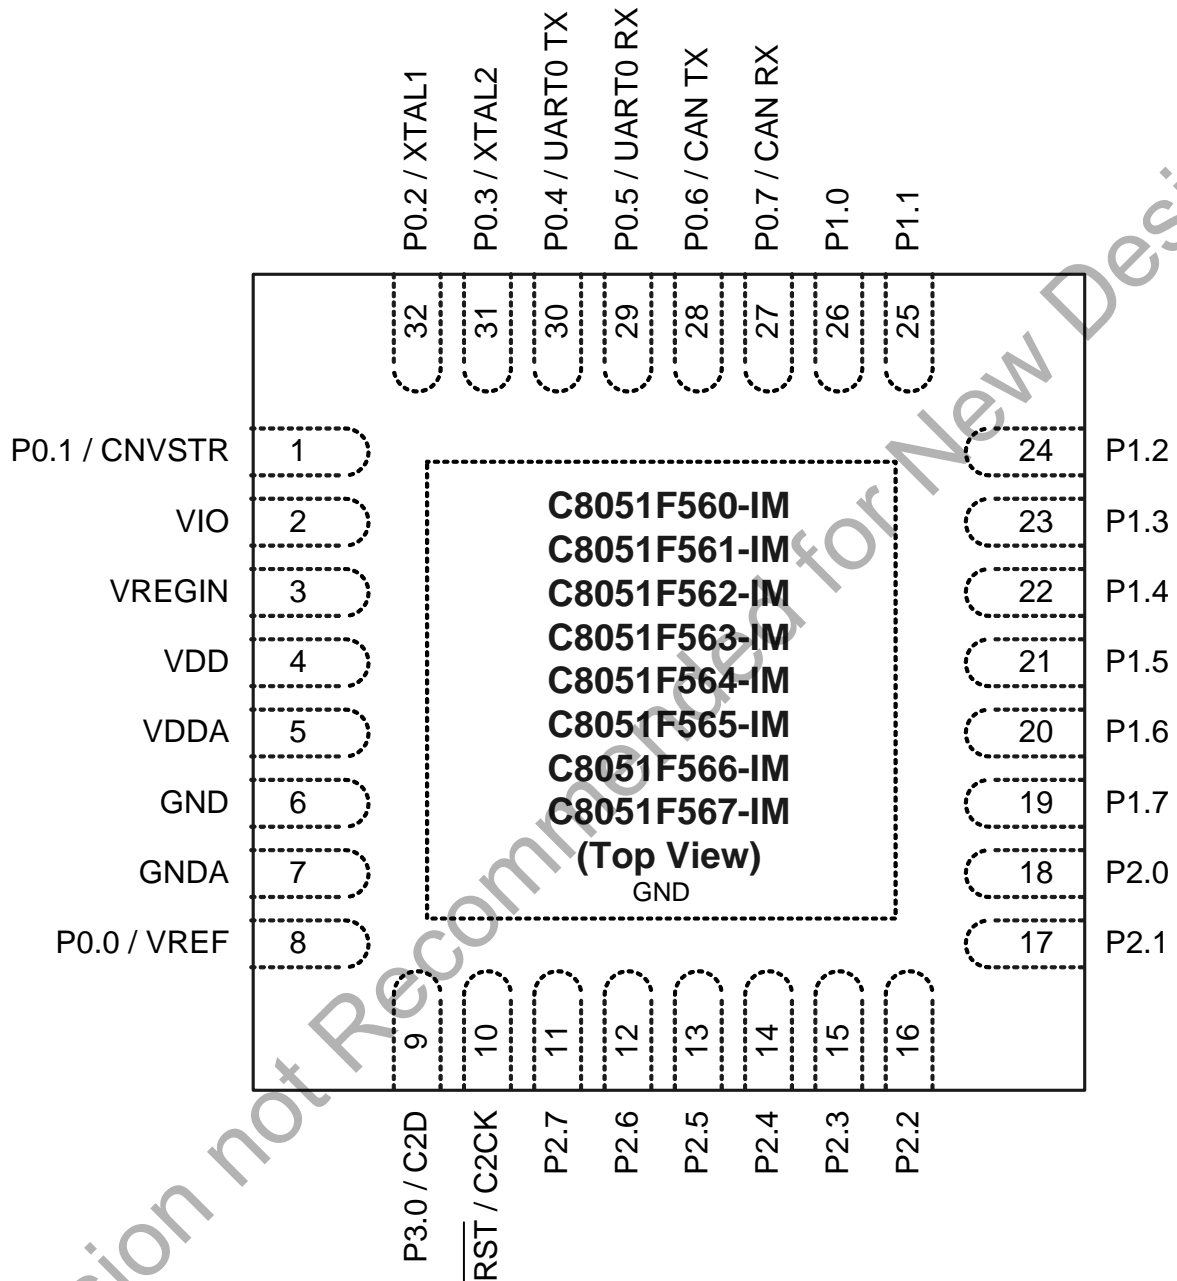 P0.2 / XTAL1
P0.3 / XTAL2
P0.4 / UART0 TX
P0.5 / UART0 RX
P0.6 / CAN TX
P0.7 / CAN RX
P1.0
P1.1
32
31
30
29
28
27
26
25
P0.1 / CNVSTR 1
VIO 2
VREGIN 3
VDD 4
VDDA 5
GND 6
GNDA 7
P0.0 / VREF 8
C8051F560-IM
C8051F561-IM
C8051F562-IM
C8051F563-IM
C8051F564-IM
C8051F565-IM
C8051F566-IM
C8051F567-IM
(Top View)
GND
24 P1.2
23 P1.3
22 P1.4
21 P1.5
20 P1.6
19 P1.7
18 P2.0
17 P2.1
9
10
11
12
13
14
15
16
P3.0 / C2D
RST / C2CK
P2.7
P2.6
P2.5
P2.4
P2.3
P2.2
not Recommended for New